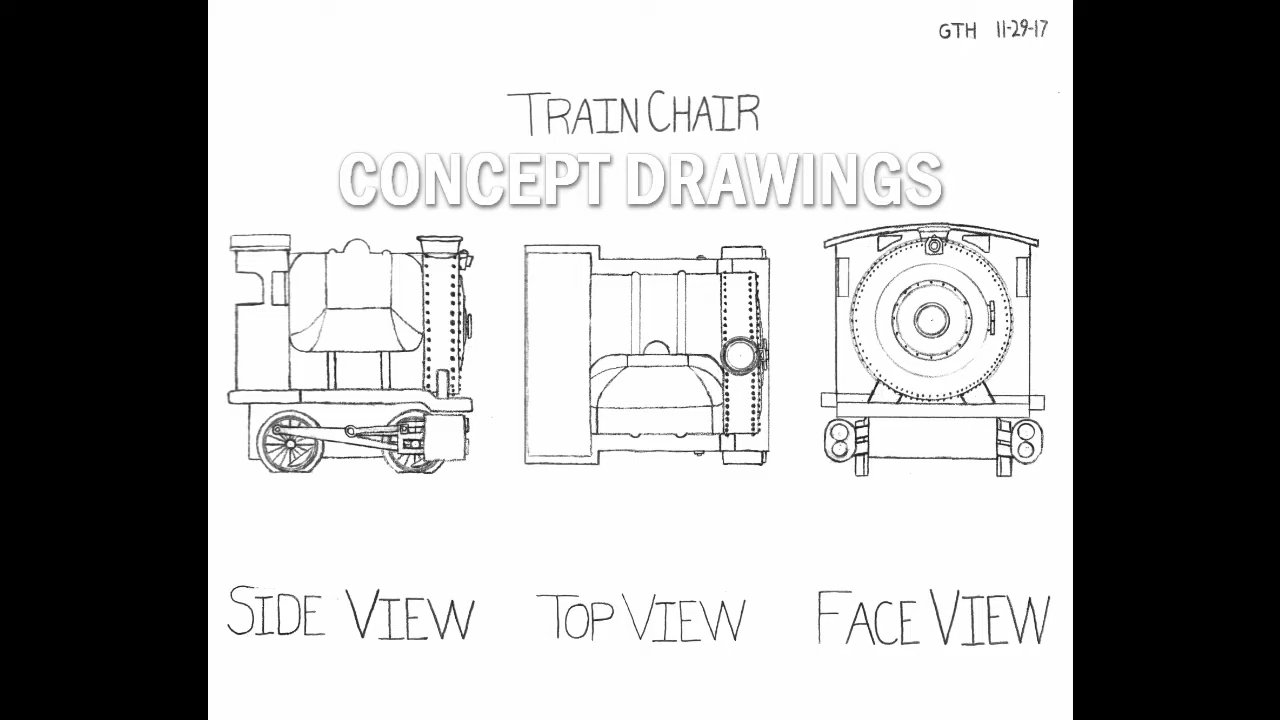 GTH 11-29-17
TRAIN CHAIR
CONCEPT DRAWINGS
SIDE VIEW TOP VIEW FACE VIEW